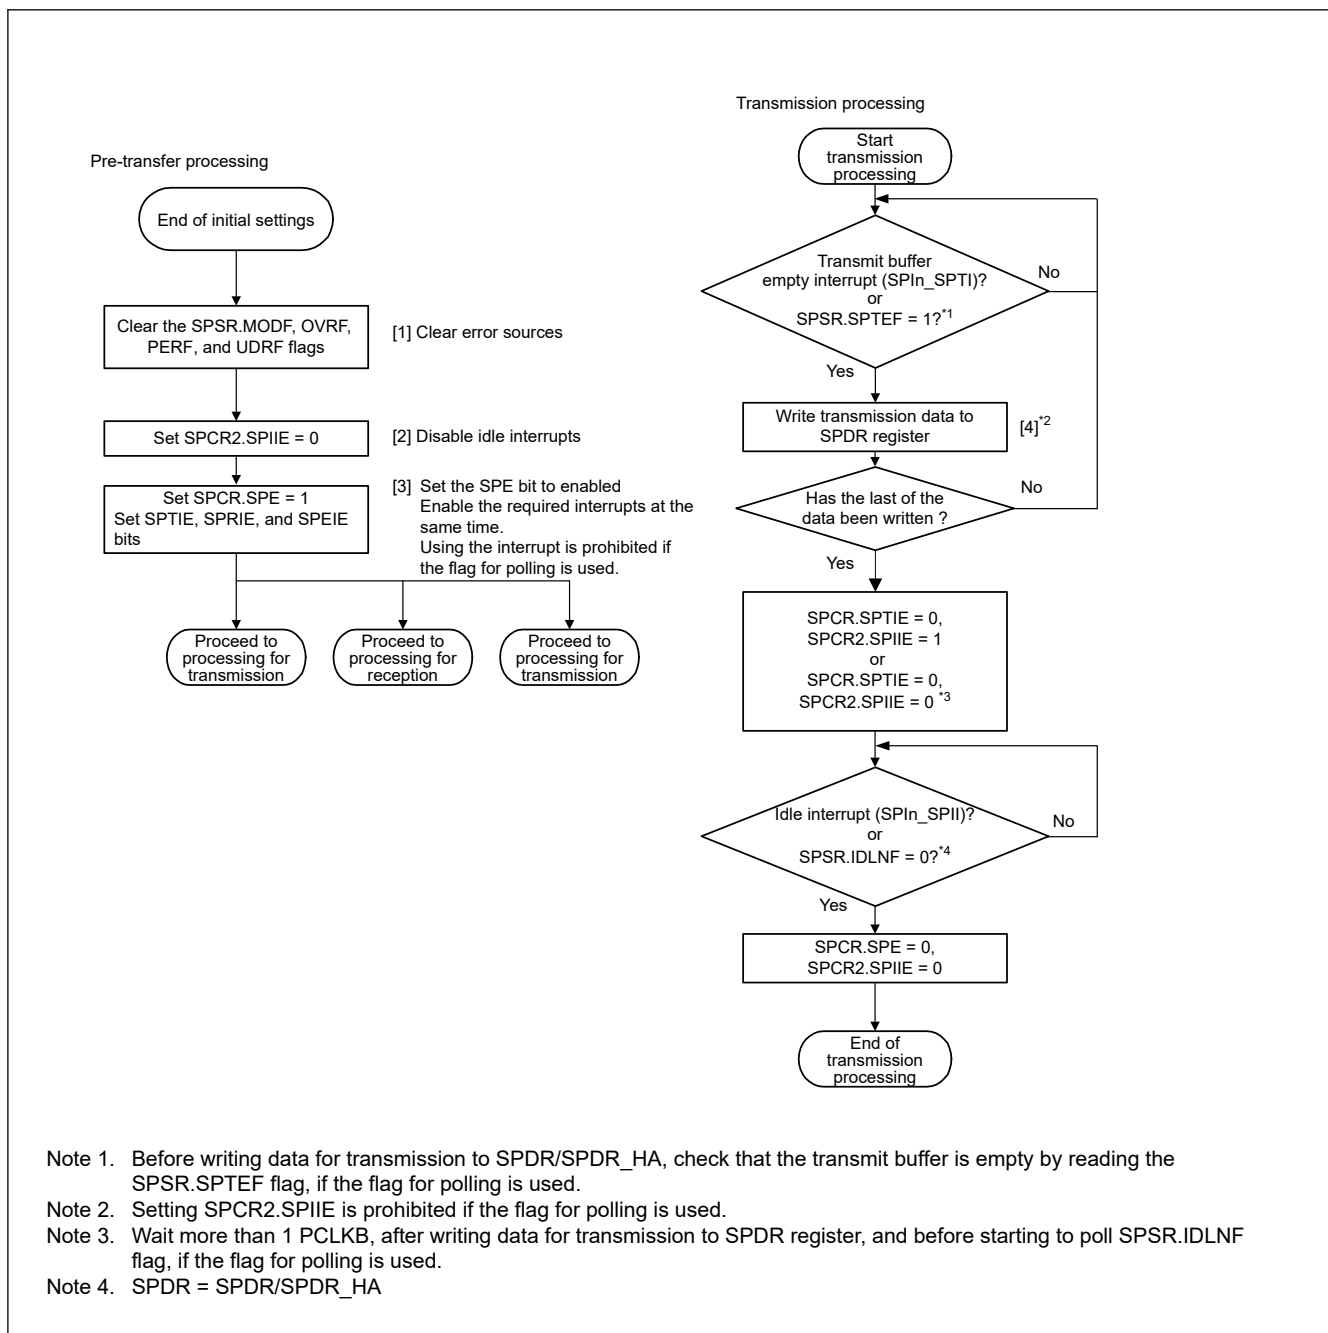 Pre-transfer processing
End of initial settings
Clear the SPSR.MODF, OVRF,
PERF, and UDRF flags
[1] Clear error sources
Set SPCR2.SPIIE = 0
[2] Disable idle interrupts
Set SPCR.SPE = 1
Set SPTIE, SPRIE, and SPEIE
bits
[3] Set the SPE bit to enabled
Enable the required interrupts at the
same time.
Using the interrupt is prohibited if
the flag for polling is used.
Proceed to
processing for
transmission
Proceed to
processing for
reception
Proceed to
processing for
transmission
Transmission processing
Start
transmission
processing
Transmit buffer
empty interrupt (SPIn_SPTI)?
or
SPSR.SPTEF = 1?*1
No
Yes
Write transmission data to
SPDR register
[4]*2
Has the last of the
data been written ?
No
Yes
SPCR.SPTIE = 0,
SPCR2.SPIIE = 1
or
SPCR.SPTIE = 0,
SPCR2.SPIIE = 0 *3
Idle interrupt (SPIn_SPII)?
or
SPSR.IDLNF = 0?*4
No
Yes
SPCR.SPE = 0,
SPCR2.SPIIE = 0
End of
transmission
processing
Note 1. Before writing data for transmission to SPDR/SPDR_HA, check that the transmit buffer is empty by reading the
SPSR.SPTEF flag, if the flag for polling is used.
Note 2. Setting SPCR2.SPIIE is prohibited if the flag for polling is used.
Note 3. Wait more than 1 PCLKB, after writing data for transmission to SPDR register, and before starting to poll SPSR.IDLNF
flag, if the flag for polling is used.
Note 4. SPDR = SPDR/SPDR_HA